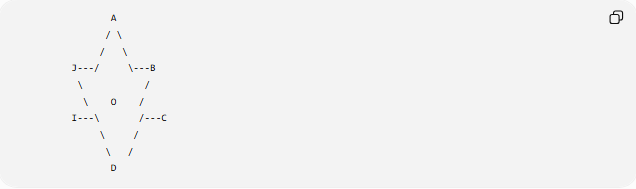 A
      / \
     /   \
J---/     \---B
 \           /
  \    O    /
I---\       /---C
     \     /
      \   /
       D